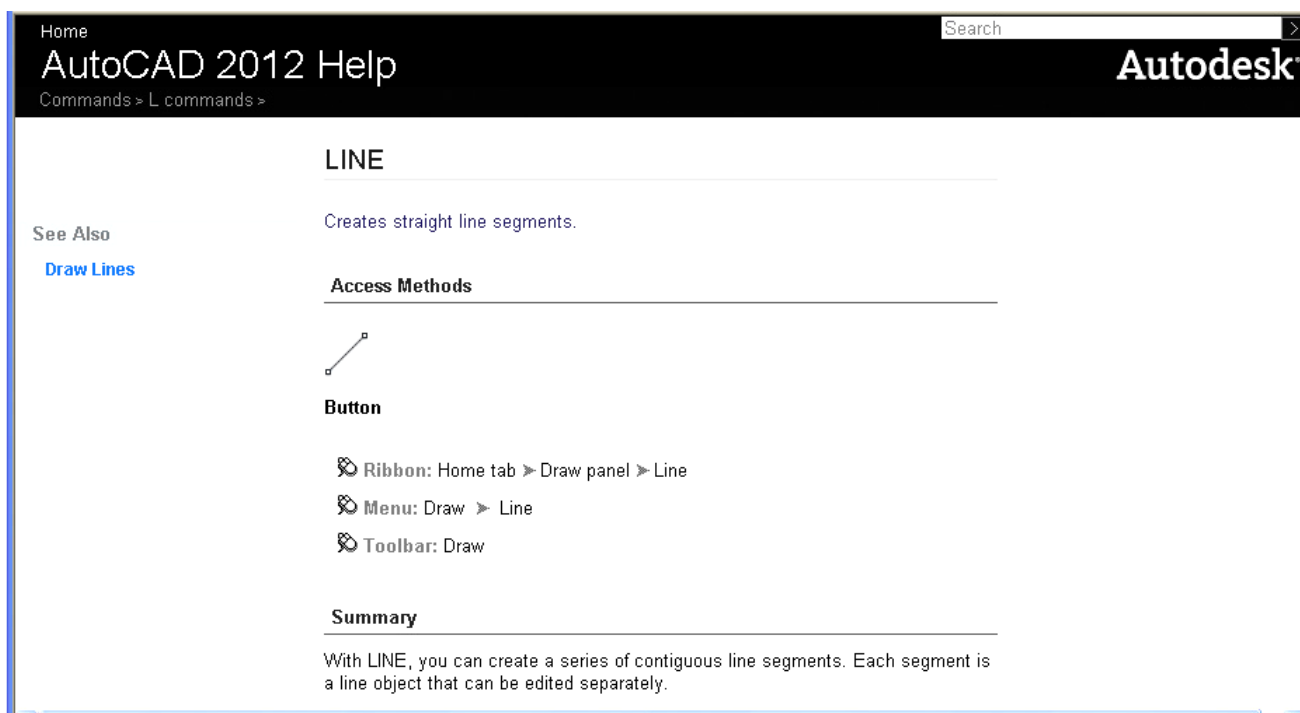 Home
Search
AutoCAD 2012 Help
Autodesk
Commands > L commands >
LINE
Creates straight line segments.
See Also
Draw Lines
Access Methods
Button
Ribbon: Home tab ➤ Draw panel ➤ Line
Menu: Draw ➤ Line
Toolbar: Draw
Summary
With LINE, you can create a series of contiguous line segments. Each segment is
a line object that can be edited separately.